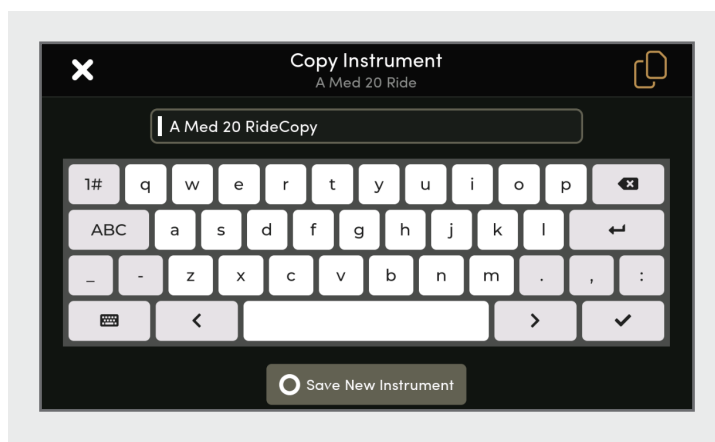 Copy Instrument
A Med 20 Ride
A Med 20 RideCopy
1# q w e r t y u i o p
ABC a s d f g h j k l
_ - z x c v b n m . , :
< >
Save New Instrument